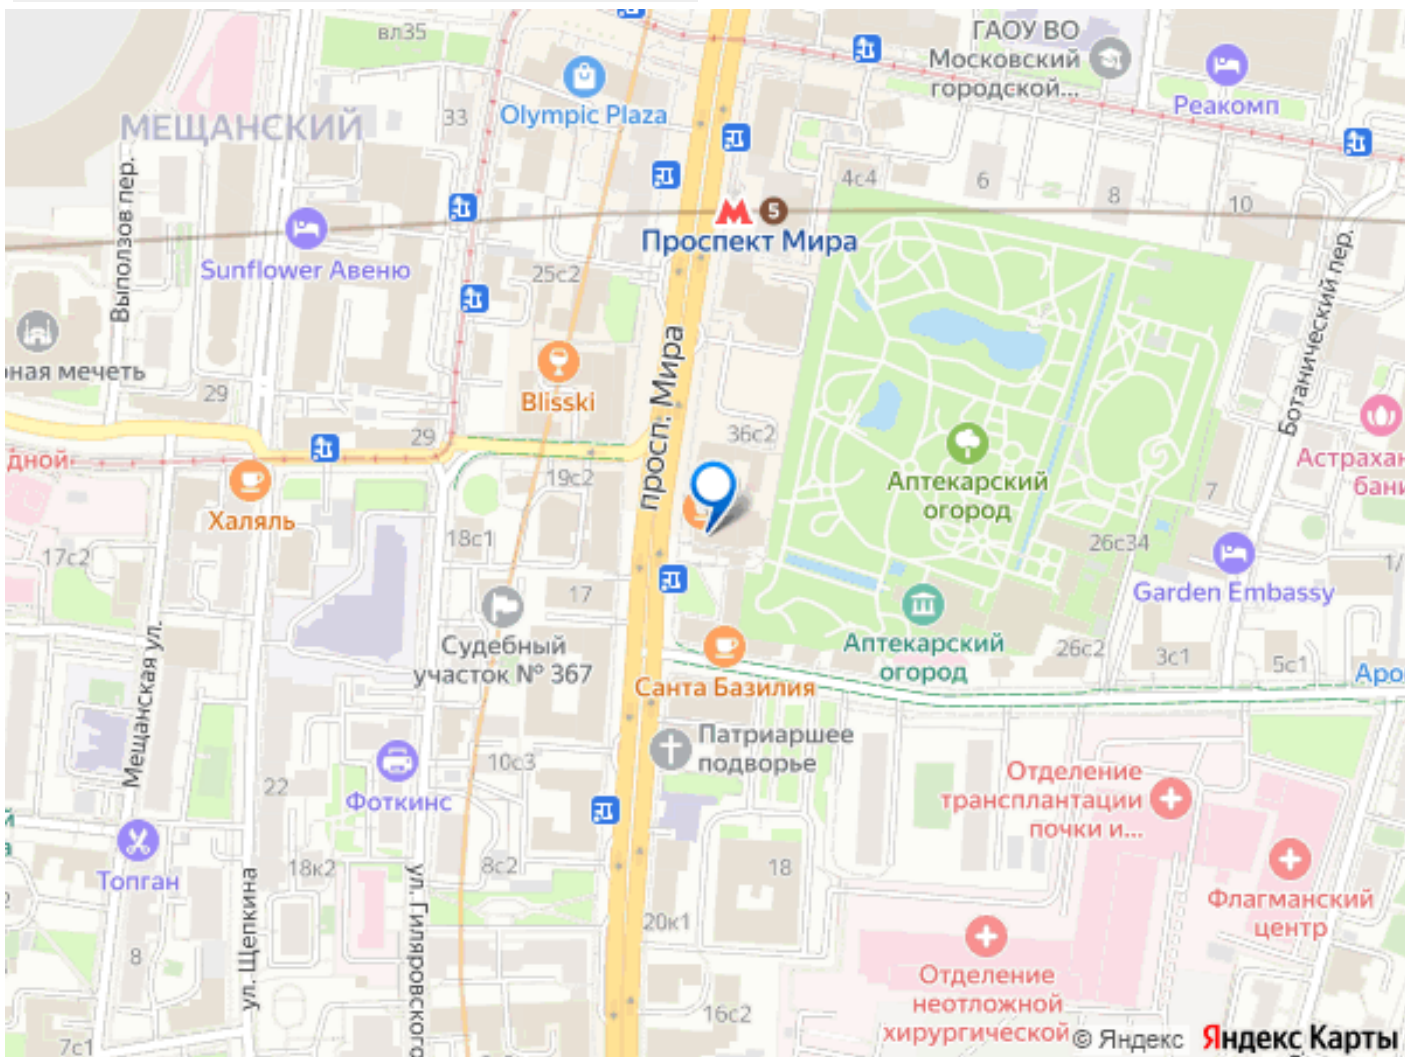 вл35
ГАОУ ВО
Московский
городской...
Реакомп
Olympic Plaza
33
МЕЩАНСКИЙ
Выползов пер.
4с4
6
8
10
5
Проспект Мира
Sunflower Авеню
25с2
Ботанический пер.
ная мечеть
Blisski
просп. Мира
29
29
36с2
дной
Халяль
19с2
Аптекарский
огород
7
Астрахан
бани
17с2
18с1
26с34
1/
Garden Embassy
17
Судебный
участок № 367
Мещанская ул.
Санта Базилия
Аптекарский
огород
26с2
3с1
5с1
Аро
Патриаршее
подворье
10с3
22
Фоткинс
Отделение
трансплантации
почки и...
й
а
Топган
18к2
8с2
18
Флагманский
центр
ул. Щепкина
ул. Гиляровского
20к1
8
Отделение
неотложной
хирургической
16с2
7с1
© Яндекс Яндекс Карты